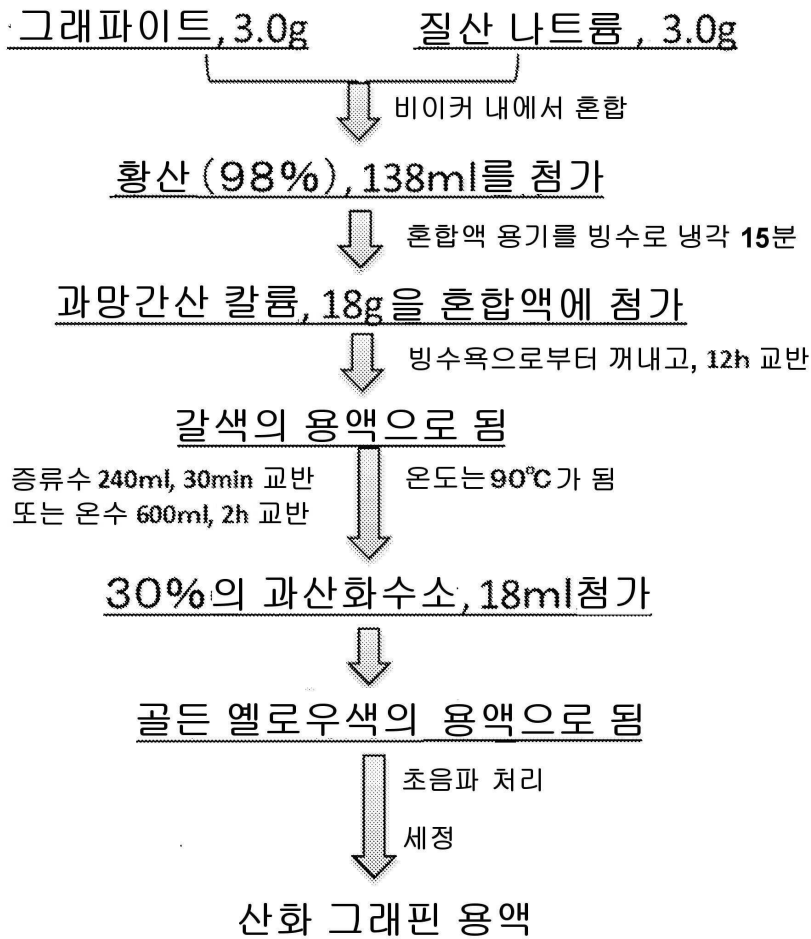 그래파이트, 3.0g
질산 나트륨 , 3.0g
비이커 내에서 혼합
황산 (98%), 138ml를 첨가
혼합액 용기를 빙수로 냉각 15분
과망간산 칼륨, 18g을 혼합액에 첨가
빙수욕으로부터 꺼내고, 12h 교반
갈색의 용액으로 됨
증류수 240ml, 30min 교반
또는 온수 600ml, 2h 교반
온도는 90℃가 됨
30%의 과산화수소, 18ml첨가
골든 옐로우색의 용액으로 됨
초음파 처리
세정
산화 그래핀 용액